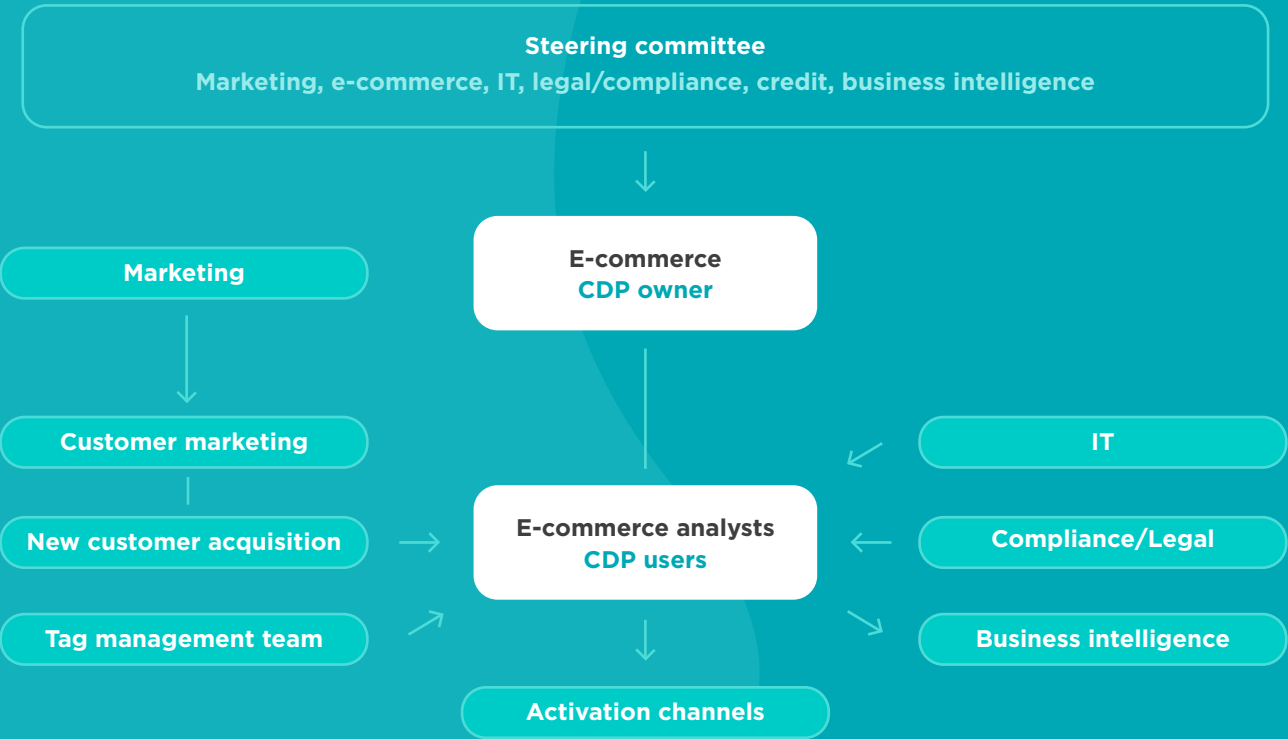 Steering committee
Marketing, e-commerce, IT, legal/compliance, credit, business intelligence
E-commerce
CDP owner
Marketing
Customer marketing
IT
E-commerce analysts
CDP users
New customer acquisition
Compliance/Legal
Tag management team
Business intelligence
Activation channels